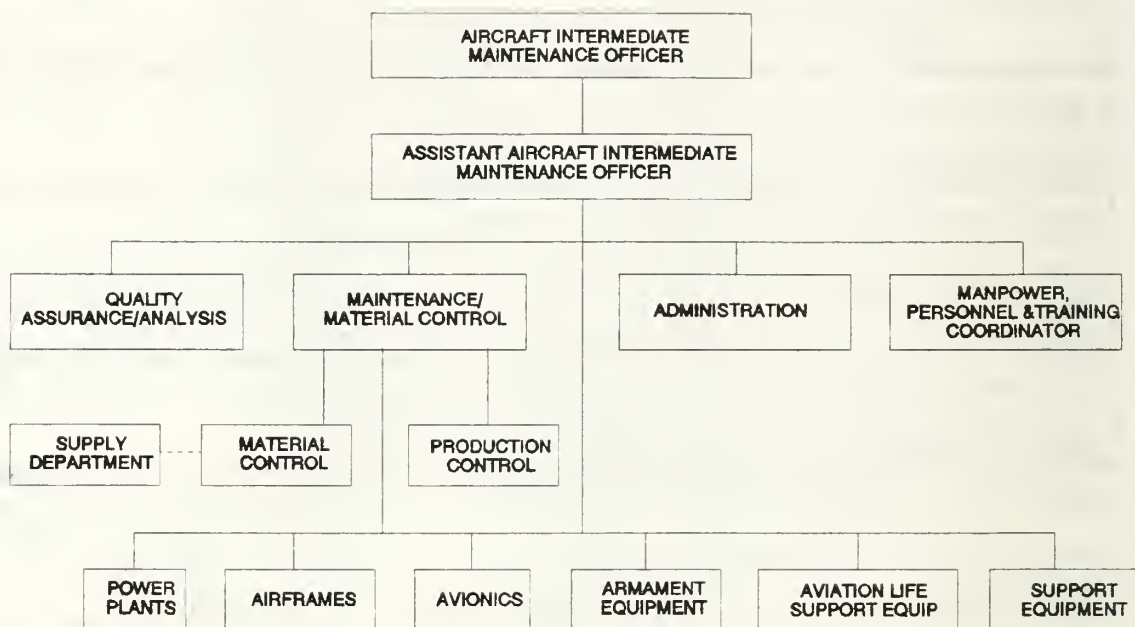 AIRCRAFT INTERMEDIATE
MAINTENANCE OFFICER
ASSISTANT AIRCRAFT INTERMEDIATE
MAINTENANCE OFFICER
QUALITY
ASSURANCE/ANALYSIS
MAINTENANCE/
MATERIAL CONTROL
ADMINISTRATION
MANPOWER,
PERSONNEL &TRAINING
COORDINATOR
SUPPLY
DEPARTMENT
MATERIAL
CONTROL
PRODUCTION
CONTROL
POWER
PLANTS
AIRFRAMES
AVIONICS
ARMAMENT
EQUIPMENT
AVIATION LIFE
SUPPORT EQUIP
SUPPORT
EQUIPMENT